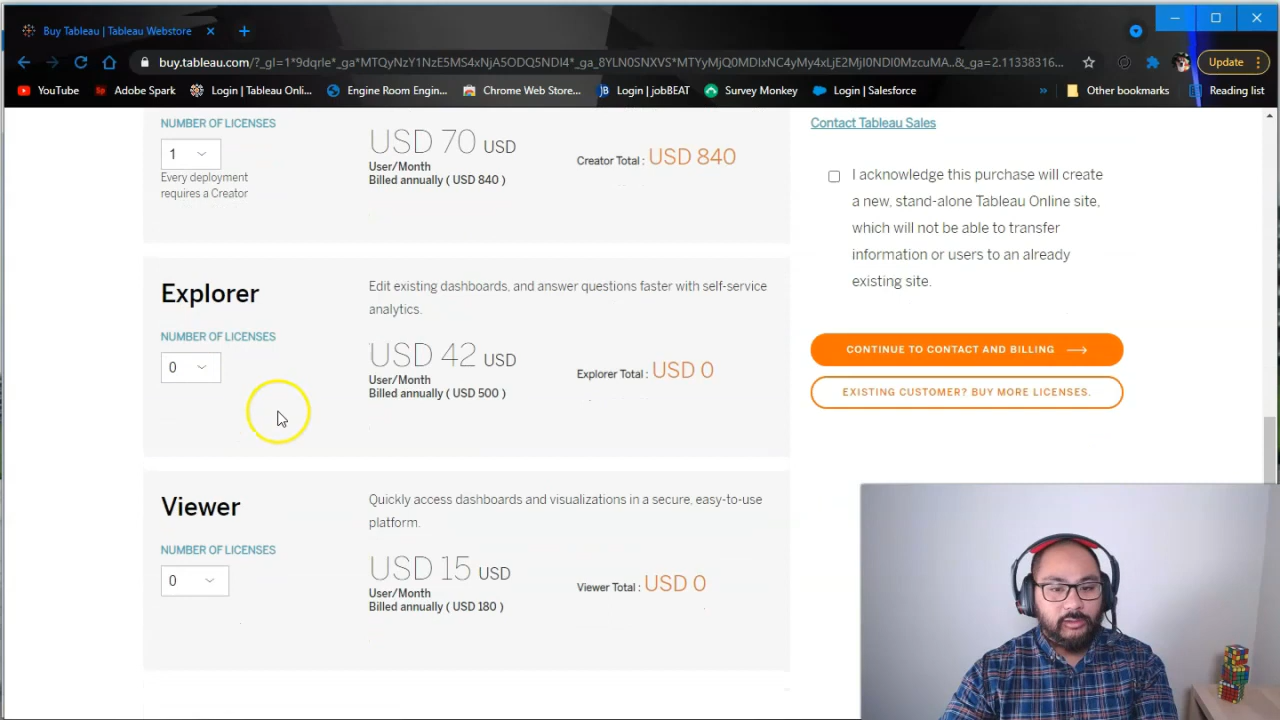 Buy Tableau | Tableau Webstore
buy.tableau.com/?_gl=1*9dqrle*_ga*MTQyNzY1NzE5MS4xNjA5ODQ5NDI4*_ga_8YLN0SNXVS*MTYyMjQ0MDIxNC4yMy4xLjE2MjI0NDI0MzcuMA..&_ga=2.11338316...
Update
YouTube
Adobe Spark
Login | Tableau Onli...
Engine Room Engin...
Chrome Web Store...
Login | jobBEAT
Survey Monkey
Login | Salesforce
»
Other bookmarks
Reading list
NUMBER OF LICENSES
1
Every deployment
requires a Creator
USD 70 USD
User/Month
Billed annually ( USD 840 )
Creator Total : USD 840
Explorer
NUMBER OF LICENSES
0
Edit existing dashboards, and answer questions faster with self-service
analytics.
USD 42 USD
User/Month
Billed annually ( USD 500 )
Explorer Total : USD 0
Viewer
NUMBER OF LICENSES
0
Quickly access dashboards and visualizations in a secure, easy-to-use
platform.
USD 15 USD
User/Month
Billed annually ( USD 180 )
Viewer Total : USD 0
Contact Tableau Sales
I acknowledge this purchase will create
a new, stand-alone Tableau Online site,
which will not be able to transfer
information or users to an already
existing site.
CONTINUE TO CONTACT AND BILLING
EXISTING CUSTOMER? BUY MORE LICENSES.